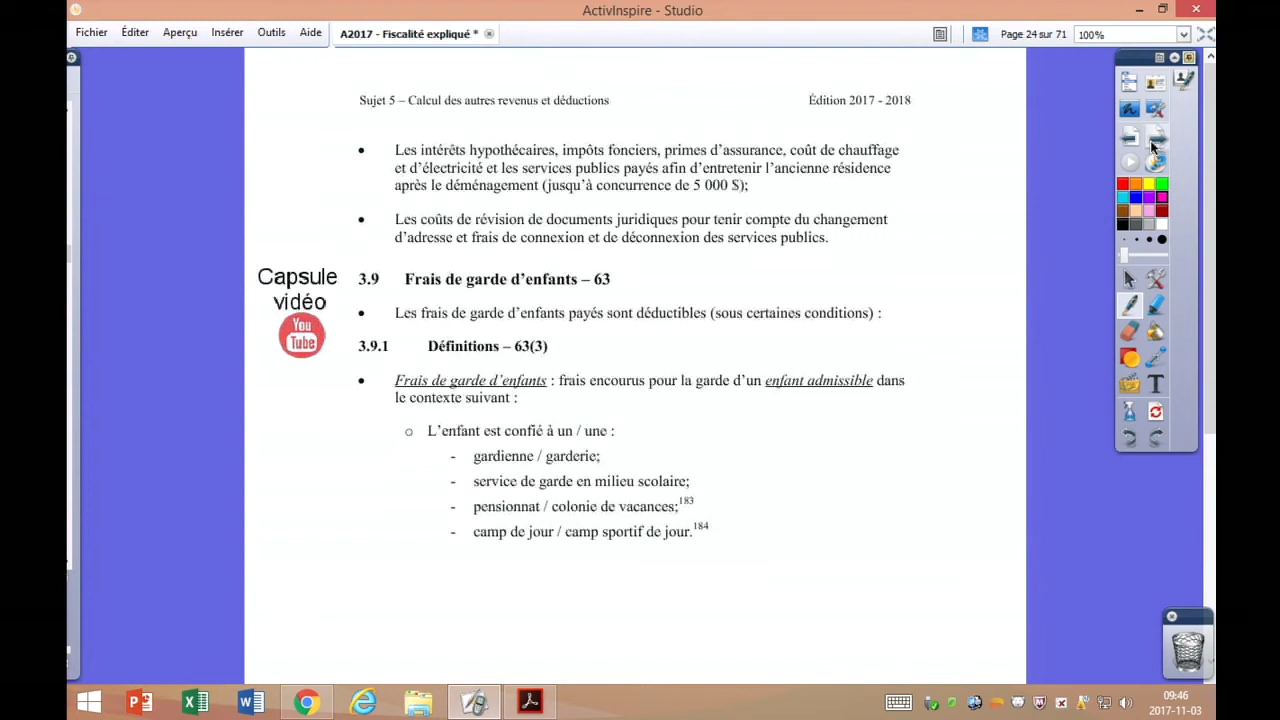 ActivInspire - Studio
Fichier Éditer Aperçu Insérer Outils Aide A2017 - Fiscalité expliqué * Page 24 sur 71 100%
Sujet 5 – Calcul des autres revenus et déductions Édition 2017 - 2018
• Les intérêts hypothécaires, impôts fonciers, primes d’assurance, coût de chauffage
et d’électricité et les services publics payés afin d’entretenir l’ancienne résidence
après le déménagement (jusqu’à concurrence de 5 000 $);
• Les coûts de révision de documents juridiques pour tenir compte du changement
d’adresse et frais de connexion et de déconnexion des services publics.
Capsule
vidéo
You
Tube
3.9 Frais de garde d’enfants – 63
• Les frais de garde d’enfants payés sont déductibles (sous certaines conditions) :
3.9.1 Définitions – 63(3)
• Frais de garde d’enfants : frais encourus pour la garde d’un enfant admissible dans
le contexte suivant :
o L’enfant est confié à un / une :
- gardienne / garderie;
- service de garde en milieu scolaire;
- pensionnat / colonie de vacances;183
- camp de jour / camp sportif de jour.184
09:46
2017-11-03